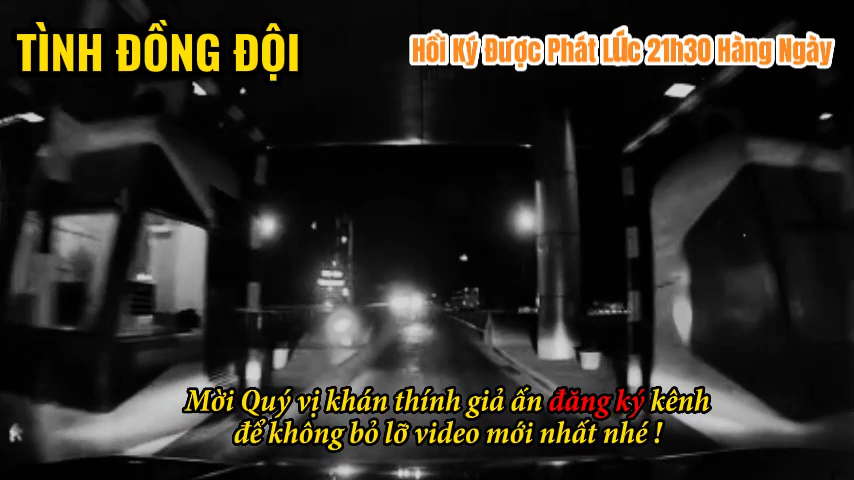 TÌNH ĐỒNG ĐỘI
Hồi Ký Được Phát LÚc 21h30 Hàng Ngày
Mời Quý vị khán thính giả ấn đăng ký kênh
để không bỏ lỡ video mới nhất nhé !